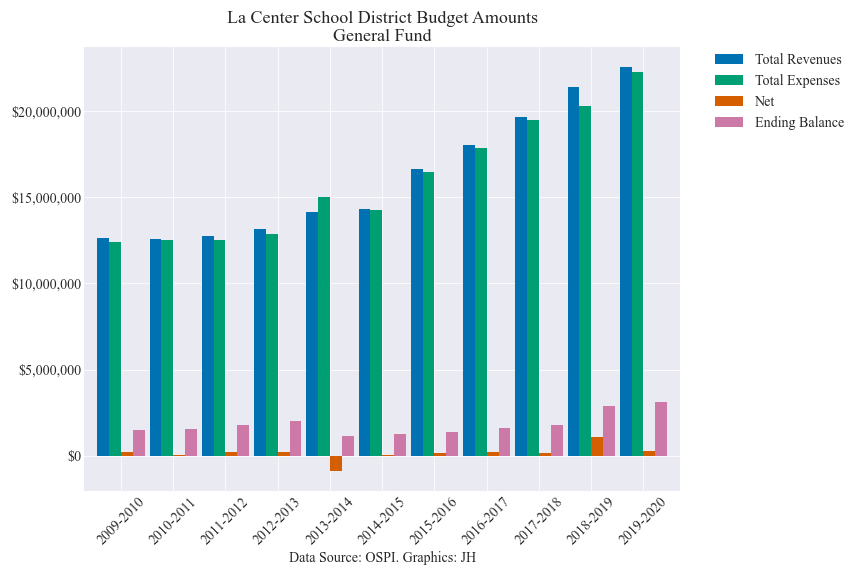 La Center School District Budget Amounts
General Fund
Total Revenues
Total Expenses
Net
Ending Balance
$20,000,000
$15,000,000
$10,000,000
$5,000,000
$0
2009-2010
2010-2011
2011-2012
2012-2013
2013-2014
2014-2015
2015-2016
2016-2017
2017-2018
2018-2019
2019-2020
Data Source: OSPI. Graphics: JH